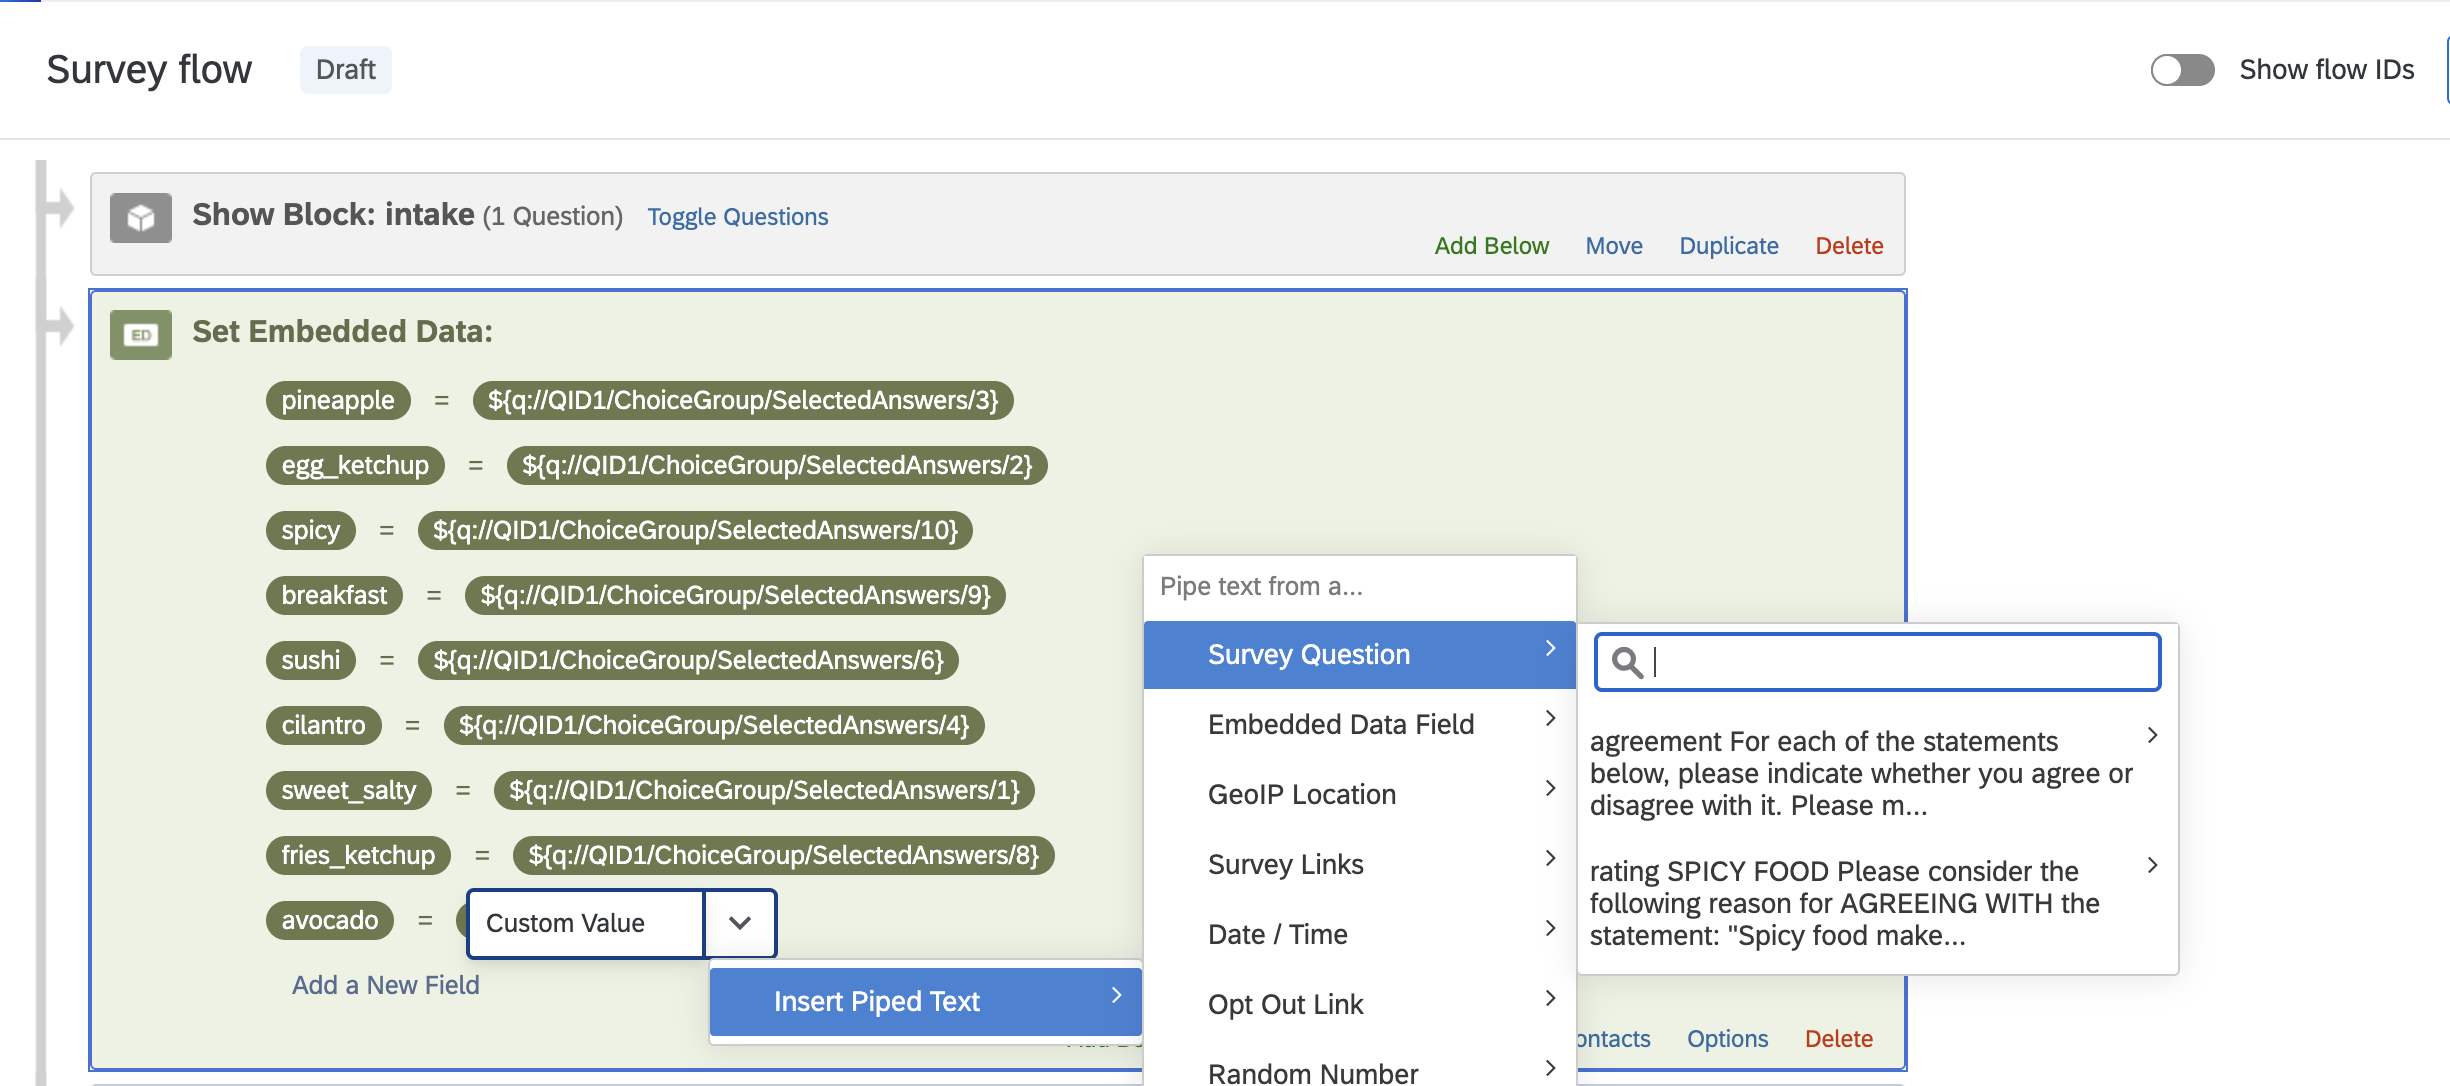 Survey flow
Draft
Show flow IDs
Show Block: intake (1 Question) Toggle Questions
Add Below Move Duplicate Delete
ED
Set Embedded Data:
pineapple = ${q://QID1/ChoiceGroup/SelectedAnswers/3}
egg_ketchup = ${q://QID1/ChoiceGroup/SelectedAnswers/2}
spicy = ${q://QID1/ChoiceGroup/SelectedAnswers/10}
breakfast = ${q://QID1/ChoiceGroup/SelectedAnswers/9}
sushi = ${q://QID1/ChoiceGroup/SelectedAnswers/6}
cilantro = ${q://QID1/ChoiceGroup/SelectedAnswers/4}
sweet_salty = ${q://QID1/ChoiceGroup/SelectedAnswers/1}
fries_ketchup = ${q://QID1/ChoiceGroup/SelectedAnswers/8}
avocado = Custom Value
Add a New Field
Insert Piped Text
Pipe text from a...
Survey Question
Embedded Data Field
GeoIP Location
Survey Links
Date / Time
Opt Out Link
Random Number
agreement For each of the statements
below, please indicate whether you agree or
disagree with it. Please m...
rating SPICY FOOD Please consider the
following reason for AGREEING WITH the
statement: "Spicy food make...
Options Delete